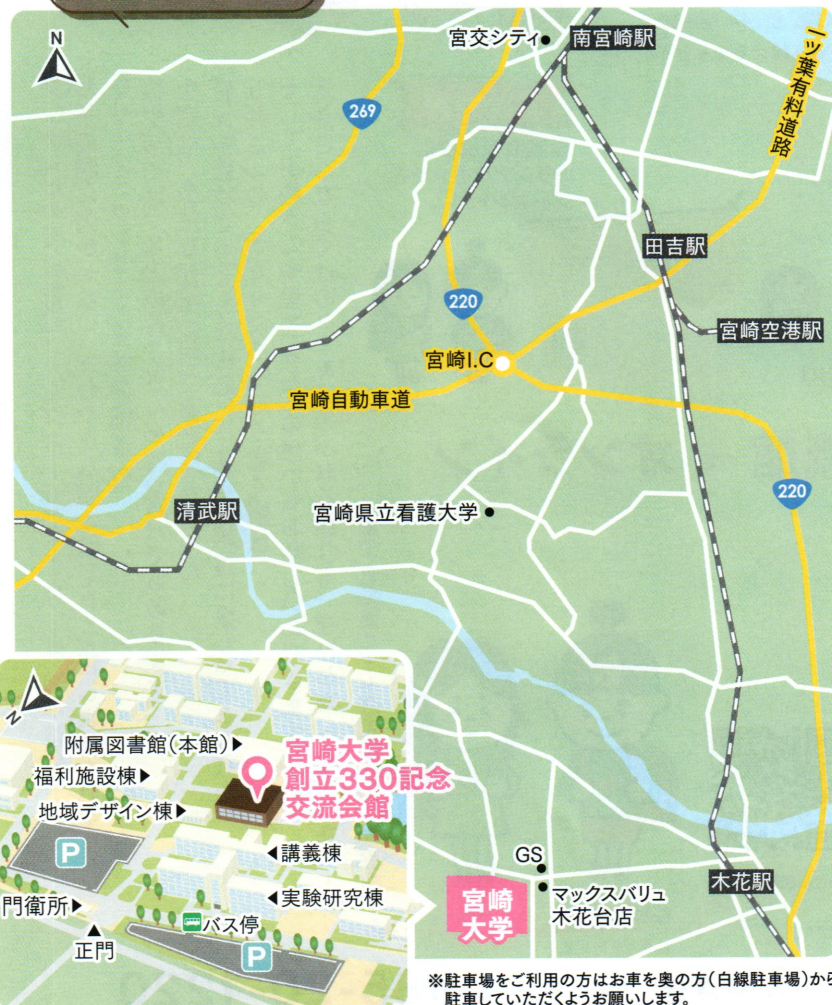 N
宮交シティ
南宮崎駅
一ツ葉有料道路
269
田吉駅
220
宮崎空港駅
宮崎I.C
宮崎自動車道
220
清武駅
宮崎県立看護大学
N
附属図書館(本館)▶
宮崎大学
創立330記念
交流会館
福利施設棟▶
地域デザイン棟▶
P
◀講義棟
GS
木花駅
宮崎
大学
マックスバリュ
木花台店
◀実験研究棟
門衛所▶
バス停
▲
正門
P
※駐車場をご利用の方はお車を奥の方(白線駐車場)から
駐車していただくようお願いします。